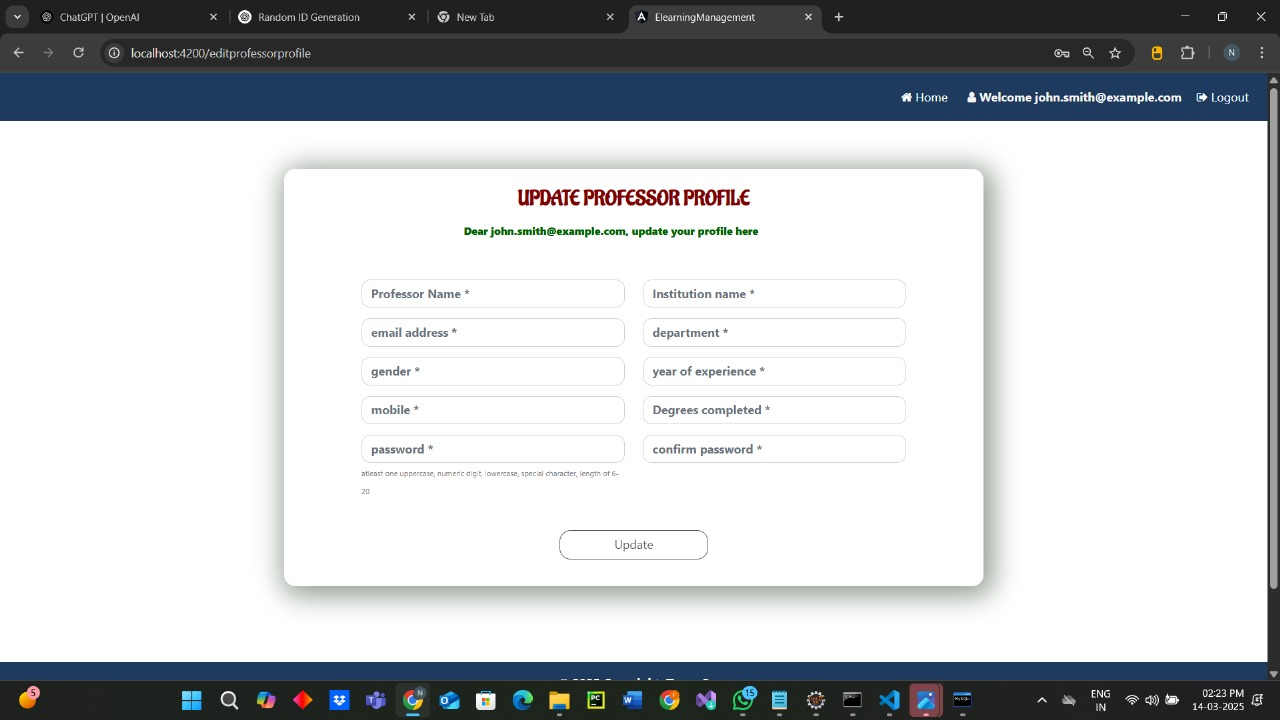 ChatGPT | OpenAI
Random ID Generation
New Tab
ElearningManagement
localhost:4200/editprofessorprofile
N
Home
Welcome john.smith@example.com
Logout
UPDATE PROFESSOR PROFILE
Dear john.smith@example.com, update your profile here
Professor Name *
Institution name *
email address *
department *
gender *
year of experience *
mobile *
Degrees completed *
password *
confirm password *
atleast one uppercase, numeric digit, lowercase, special character, length of 6-
20
Update
5
N
PC
15
ENG
IN
02:23 PM
14-03-2025